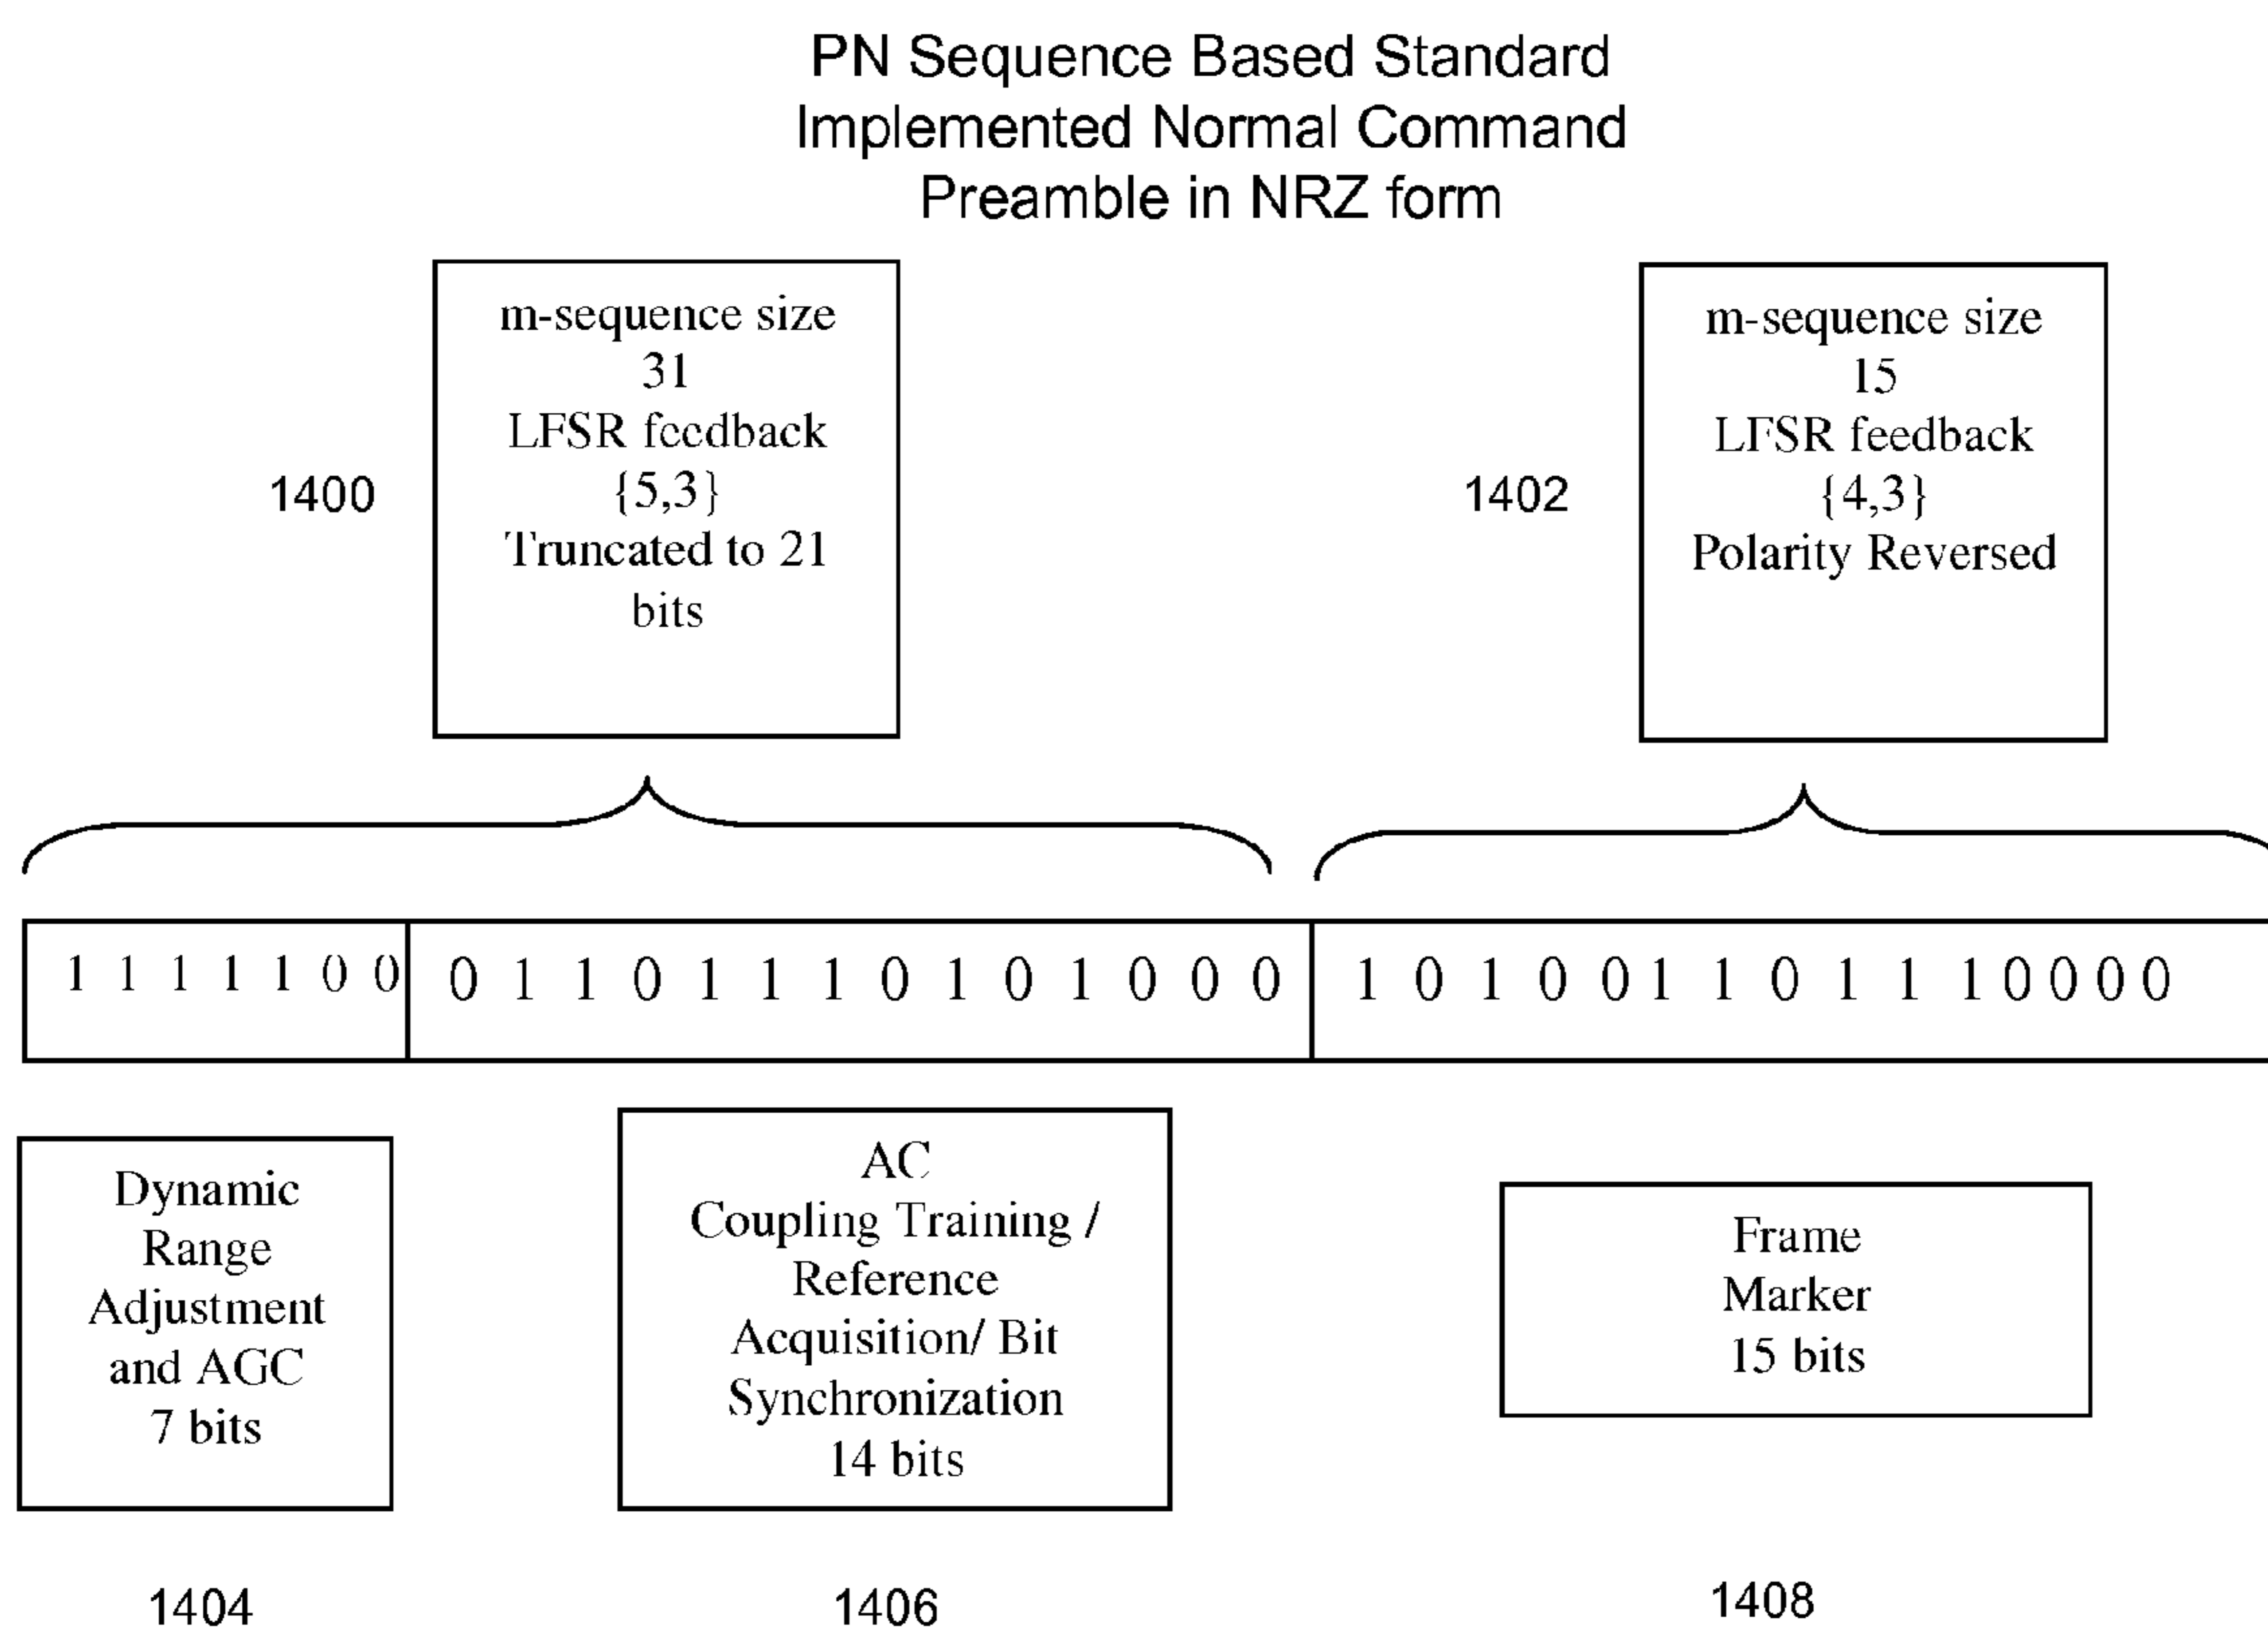 PN Sequence Based Standard
Implemented Normal Command
Preamble in NRZ form
m-sequence size
31
LFSR feedback
{5,3}
Truncated to 21
bits
1400
m-sequence size
15
LFSR feedback
{4,3}
Polarity Reversed
1402
1 1 1 1 1 0 0 0 1 1 0 1 1 1 0 1 0 1 0 0 0 1 0 1 0 0 1 1 0 1 1 1 0 0 0 0
Dynamic
Range
Adjustment
and AGC
7 bits
AC
Coupling Training /
Reference
Acquisition/ Bit
Synchronization
14 bits
Frame
Marker
15 bits
1404
1406
1408